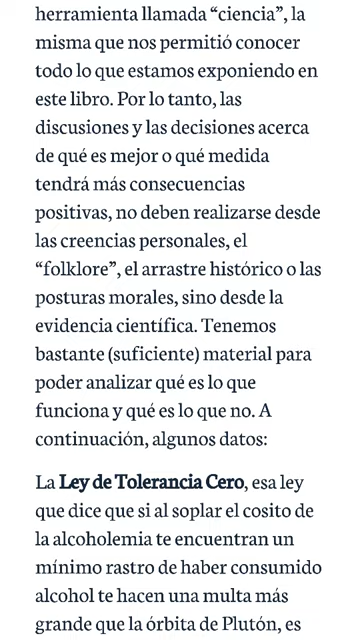 herramienta llamada “ciencia”, la
misma que nos permitió conocer
todo lo que estamos exponiendo en
este libro. Por lo tanto, las
discusiones y las decisiones acerca
de qué es mejor o qué medida
tendrá más consecuencias
positivas, no deben realizarse desde
las creencias personales, el
“folklore”, el arrastre histórico o las
posturas morales, sino desde la
evidencia científica. Tenemos
bastante (suficiente) material para
poder analizar qué es lo que
funciona y qué es lo que no. A
continuación, algunos datos:
La Ley de Tolerancia Cero, esa ley
que dice que si al soplar el cosito de
la alcoholemia te encuentran un
mínimo rastro de haber consumido
alcohol te hacen una multa más
grande que la órbita de Plutón, es